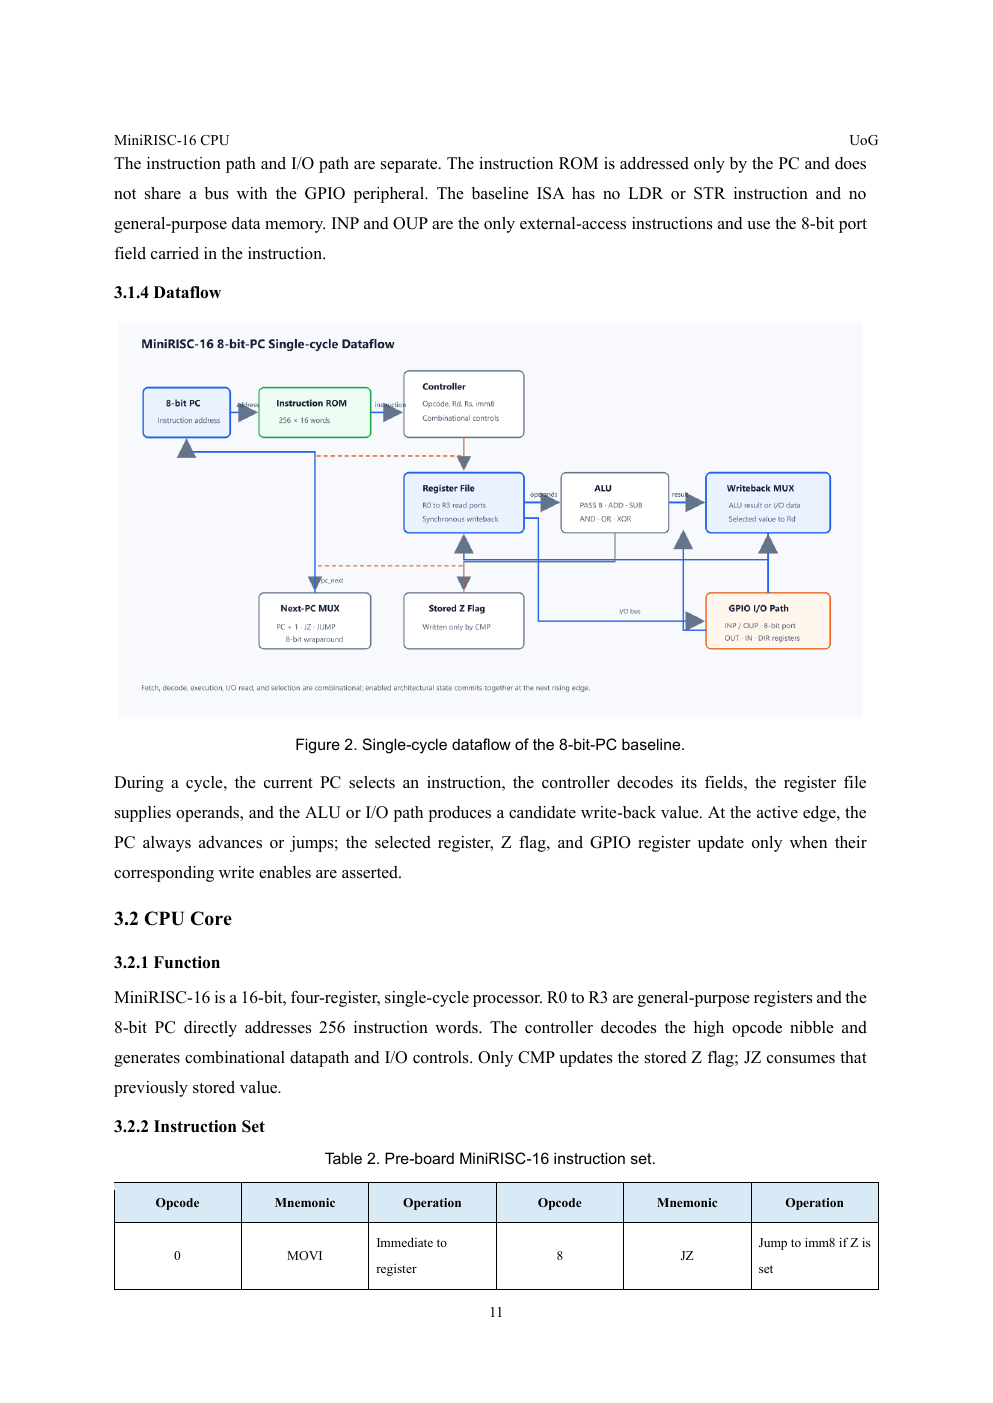 MiniRISC-16 CPU UoG
The instruction path and I/O path are separate. The instruction ROM is addressed only by the PC and does
not share a bus with the GPIO peripheral. The baseline ISA has no LDR or STR instruction and no
general-purpose data memory. INP and OUP are the only external-access instructions and use the 8-bit port
field carried in the instruction.
3.1.4 Dataflow
MiniRISC-16 8-bit-PC Single-cycle Dataflow
8-bit PC
Instruction address
address
Instruction ROM
256 × 16 words
instruction
Controller
Opcode, Rd, Rs, imm8
Combinational controls
Register File
R0 to R3 read ports
Synchronous writeback
operands
ALU
PASS B · ADD · SUB
AND · OR · XOR
result
Writeback MUX
ALU result or I/O data
Selected value to Rd
pc_next
Next-PC MUX
PC + 1 · JZ · JUMP
8-bit wraparound
Stored Z Flag
Written only by CMP
I/O bus
GPIO I/O Path
INP / OUP · 8-bit port
OUT · IN · DIR registers
Fetch, decode, execution, I/O read, and selection are combinational; enabled architectural state commits together at the next rising edge.
Figure 2. Single-cycle dataflow of the 8-bit-PC baseline.
During a cycle, the current PC selects an instruction, the controller decodes its fields, the register file
supplies operands, and the ALU or I/O path produces a candidate write-back value. At the active edge, the
PC always advances or jumps; the selected register, Z flag, and GPIO register update only when their
corresponding write enables are asserted.
3.2 CPU Core
3.2.1 Function
MiniRISC-16 is a 16-bit, four-register, single-cycle processor. R0 to R3 are general-purpose registers and the
8-bit PC directly addresses 256 instruction words. The controller decodes the high opcode nibble and
generates combinational datapath and I/O controls. Only CMP updates the stored Z flag; JZ consumes that
previously stored value.
3.2.2 Instruction Set
Table 2. Pre-board MiniRISC-16 instruction set.
Opcode Mnemonic Operation Opcode Mnemonic Operation
0 MOVI Immediate to register 8 JZ Jump to imm8 if Z is set
11